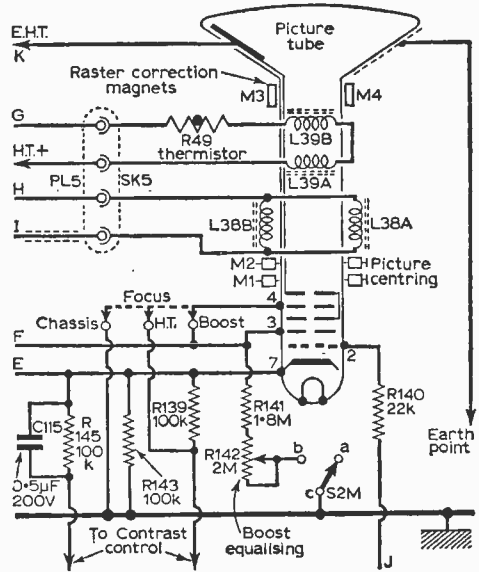 E.H.T.
K
Picture
tube
Raster correction
magnets
M3
M4
G
R49
thermistor
L39B
H.T.+
L39A
PL5
SK5
H
L38B
L38A
I
M2
M1
Picture
centring
Focus
4
Chassis
H.T.
Boost
3
F
2
E
7
C115
R
145
100
k
0·5μF
200V
R139
100k
R141
1·8M
R140
22k
R142
2M
b
a
c
S2M
R143
100k
Earth
point
To Contrast
control
Boost
equalising
J